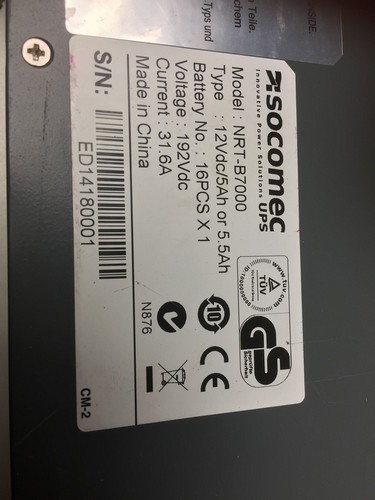 Teile.
chem
Typs und
socomec
Innovative Power Solutions UPS
Model : NRT-B7000
Type : 12Vdc/5Ah or 5.5Ah
Battery No. : 16PCS X 1
Voltage : 192Vdc
Current : 31.6A
Made in China
S/N:
ED14180001
www.tuv.com
TÜV
GS
geprüfte
Sicherheit
10
CE
N876
CM-2